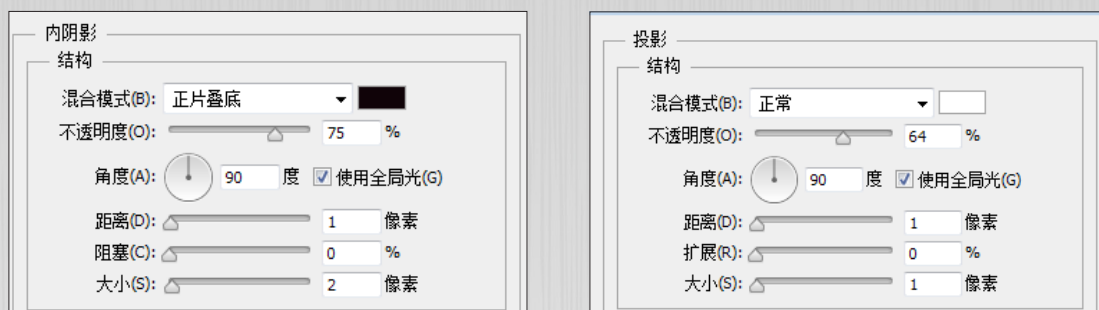 内阴影
结构
混合模式(B): 正片叠底
不透明度(O): 75 %
角度(A): 90 度 使用全局光(G)
距离(D): 1 像素
阻塞(C): 0 %
大小(S): 2 像素
投影
结构
混合模式(B): 正常
不透明度(O): 64 %
角度(A): 90 度 使用全局光(G)
距离(D): 1 像素
扩展(R): 0 %
大小(S): 1 像素